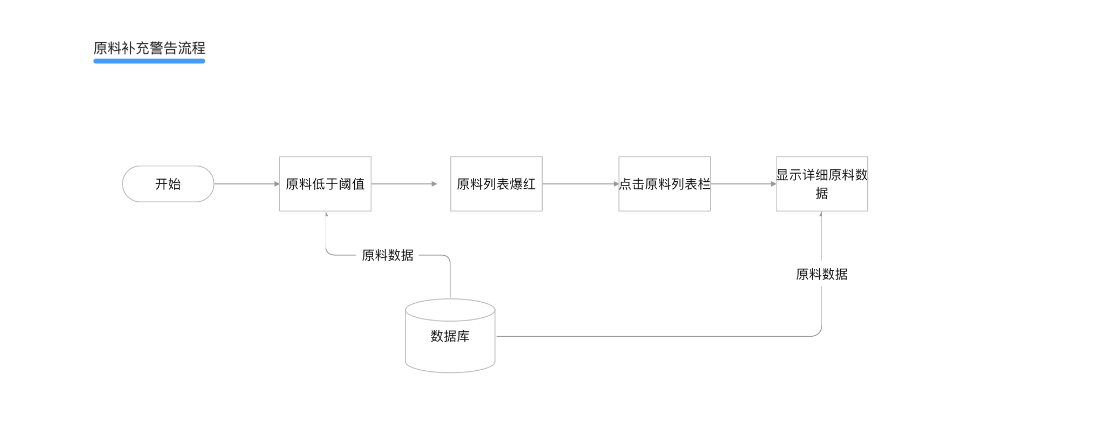 原料补充警告流程
开始
原料低于阈值
原料列表爆红
点击原料列表栏
显示详细原料数
据
原料数据
原料数据
数据库